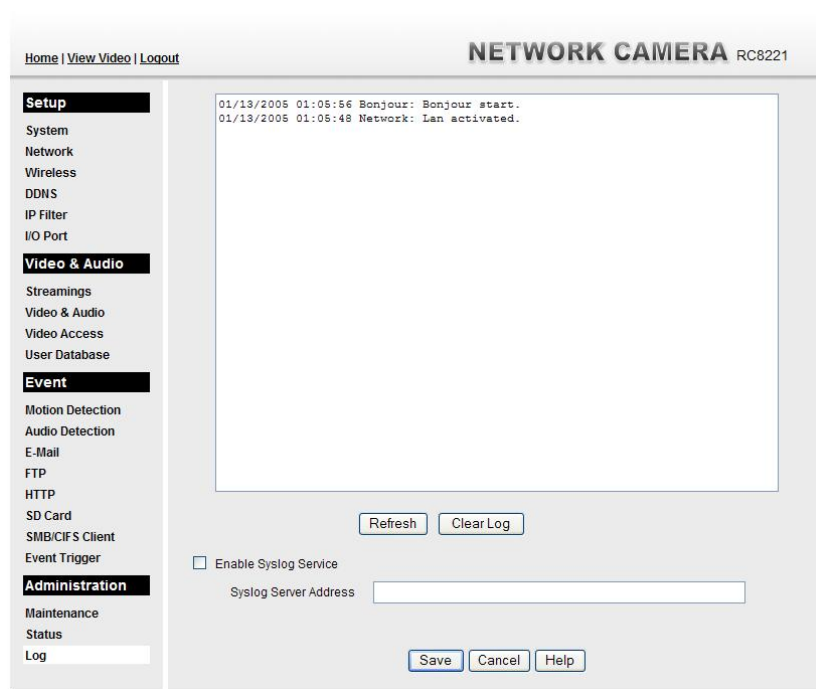 Home | View Video | Logout
NETWORK CAMERA RC8221
Setup
System
Network
Wireless
DDNS
IP Filter
I/O Port
Video & Audio
Streamings
Video & Audio
Video Access
User Database
Event
Motion Detection
Audio Detection
E-Mail
FTP
HTTP
SD Card
SMB/CIFS Client
Event Trigger
Administration
Maintenance
Status
Log
01/13/2005 01:05:56 Bonjour: Bonjour start.
01/13/2005 01:05:48 Network: Lan activated.
Refresh Clear Log
Enable Syslog Service
Syslog Server Address
Save Cancel Help